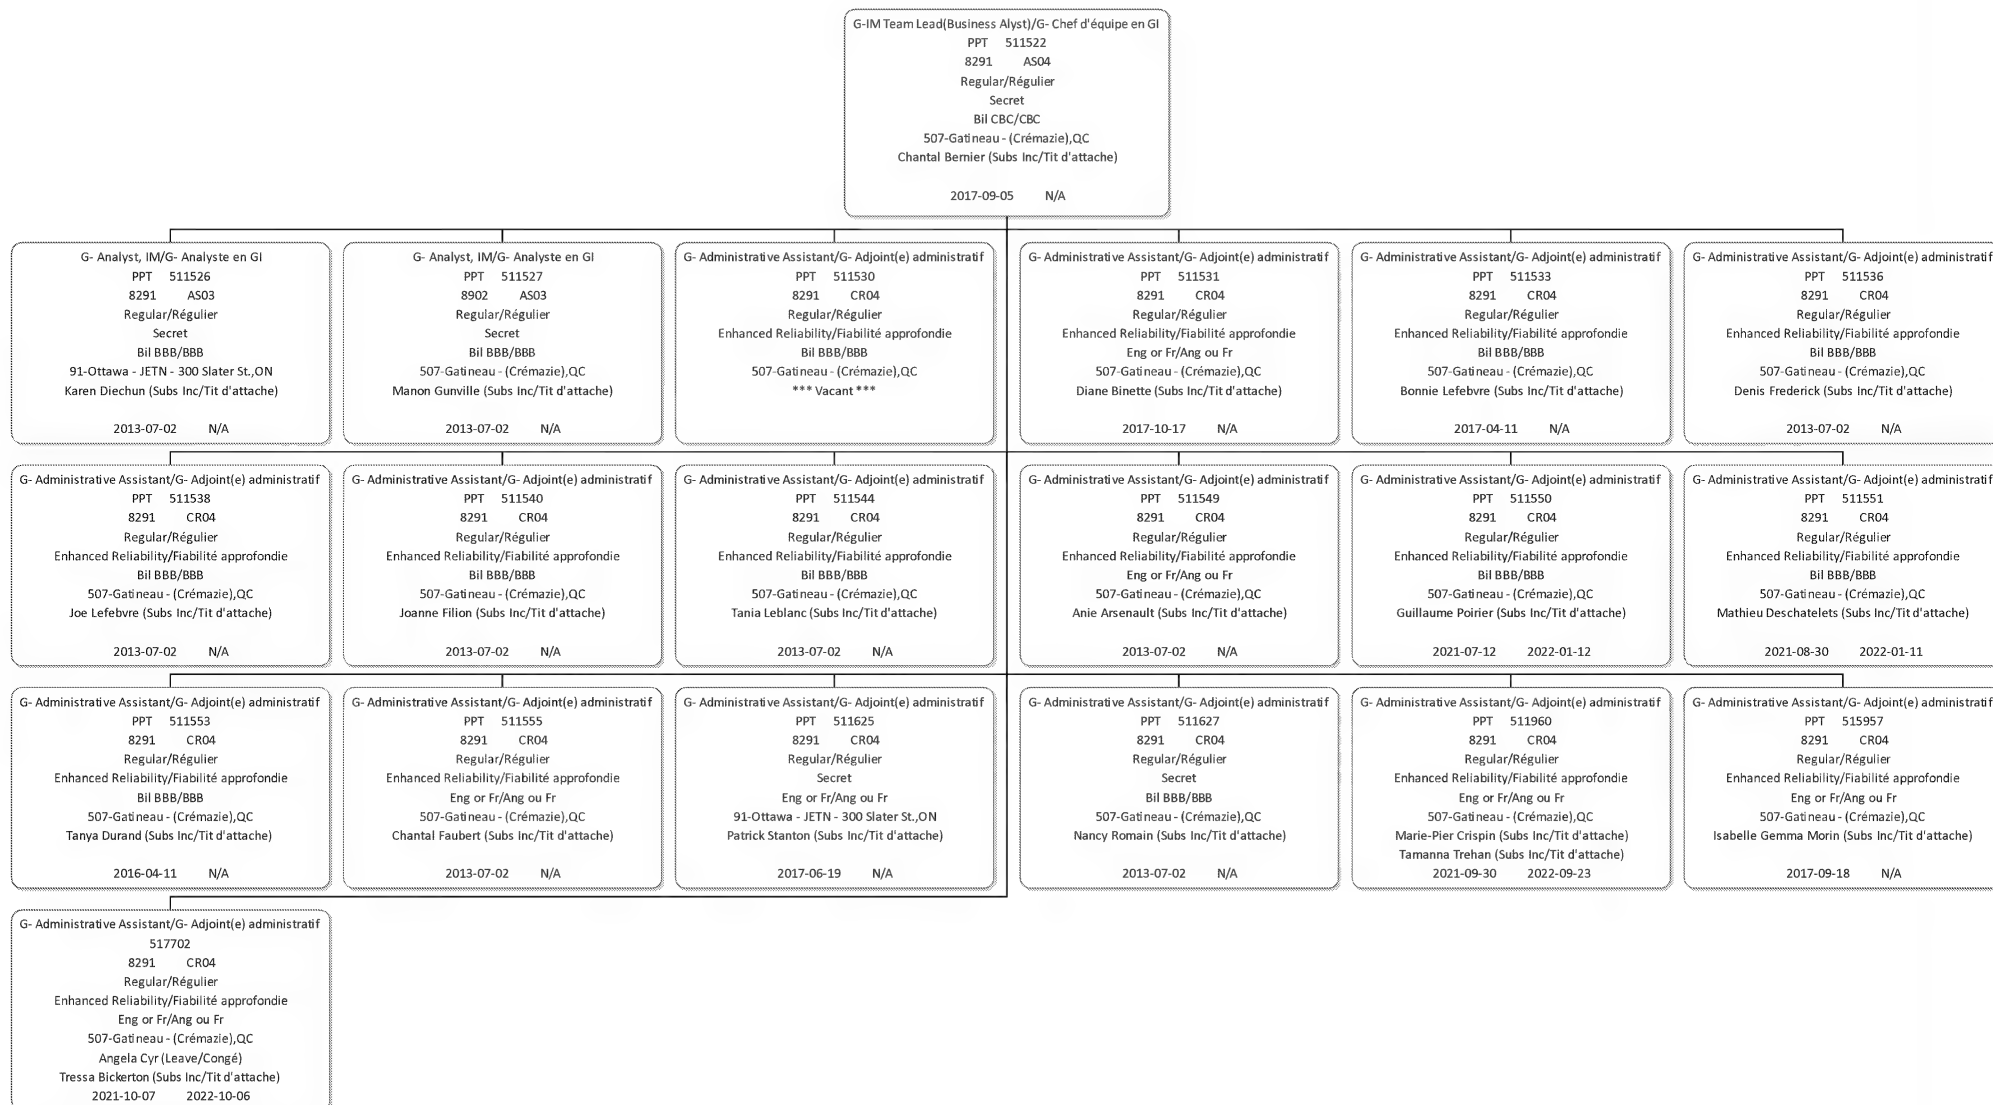 G-IM Team Lead(Business Alyst)/G- Chef d'équipe en GI
PPT 511522
8291 AS04
Regular/Régulier
Secret
Bil CBC/CBC
507-Gatineau - (Crémazie),QC
Chantal Bernier (Subs Inc/Tit d'attache)
2017-09-05 N/A
G- Analyst, IM/G- Analyste en GI
PPT 511526
8291 AS03
Regular/Régulier
Secret
Bil BBB/BBB
91-Ottawa - JETN - 300 Slater St.,ON
Karen Diechun (Subs Inc/Tit d'attache)
2013-07-02 N/A
G- Analyst, IM/G- Analyste en GI
PPT 511527
8902 AS03
Regular/Régulier
Secret
Bil BBB/BBB
507-Gatineau - (Crémazie),QC
Manon Gunville (Subs Inc/Tit d'attache)
2013-07-02 N/A
G- Administrative Assistant/G- Adjoint(e) administratif
PPT 511530
8291 CR04
Regular/Régulier
Enhanced Reliability/Fiabilité approfondie
Bil BBB/BBB
507-Gatineau - (Crémazie),QC
*** Vacant ***
G- Administrative Assistant/G- Adjoint(e) administratif
PPT 511531
8291 CR04
Regular/Régulier
Enhanced Reliability/Fiabilité approfondie
Eng or Fr/Ang ou Fr
507-Gatineau - (Crémazie),QC
Diane Binette (Subs Inc/Tit d'attache)
2017-10-17 N/A
G- Administrative Assistant/G- Adjoint(e) administratif
PPT 511533
8291 CR04
Regular/Régulier
Enhanced Reliability/Fiabilité approfondie
Bil BBB/BBB
507-Gatineau - (Crémazie),QC
Bonnie Lefebvre (Subs Inc/Tit d'attache)
2017-04-11 N/A
G- Administrative Assistant/G- Adjoint(e) administratif
PPT 511536
8291 CR04
Regular/Régulier
Enhanced Reliability/Fiabilité approfondie
Bil BBB/BBB
507-Gatineau - (Crémazie),QC
Denis Frederick (Subs Inc/Tit d'attache)
2013-07-02 N/A
G- Administrative Assistant/G- Adjoint(e) administratif
PPT 511538
8291 CR04
Regular/Régulier
Enhanced Reliability/Fiabilité approfondie
Bil BBB/BBB
507-Gatineau - (Crémazie),QC
Joe Lefebvre (Subs Inc/Tit d'attache)
2013-07-02 N/A
G- Administrative Assistant/G- Adjoint(e) administratif
PPT 511540
8291 CR04
Regular/Régulier
Enhanced Reliability/Fiabilité approfondie
Bil BBB/BBB
507-Gatineau - (Crémazie),QC
Joanne Filion (Subs Inc/Tit d'attache)
2013-07-02 N/A
G- Administrative Assistant/G- Adjoint(e) administratif
PPT 511544
8291 CR04
Regular/Régulier
Enhanced Reliability/Fiabilité approfondie
Bil BBB/BBB
507-Gatineau - (Crémazie),QC
Tania Leblanc (Subs Inc/Tit d'attache)
2013-07-02 N/A
G- Administrative Assistant/G- Adjoint(e) administratif
PPT 511549
8291 CR04
Regular/Régulier
Enhanced Reliability/Fiabilité approfondie
Eng or Fr/Ang ou Fr
507-Gatineau - (Crémazie),QC
Anie Arsenault (Subs Inc/Tit d'attache)
2013-07-02 N/A
G- Administrative Assistant/G- Adjoint(e) administratif
PPT 511550
8291 CR04
Regular/Régulier
Enhanced Reliability/Fiabilité approfondie
Bil BBB/BBB
507-Gatineau - (Crémazie),QC
Guillaume Poirier (Subs Inc/Tit d'attache)
2021-07-12 2022-01-12
G- Administrative Assistant/G- Adjoint(e) administratif
PPT 511551
8291 CR04
Regular/Régulier
Enhanced Reliability/Fiabilité approfondie
Bil BBB/BBB
507-Gatineau - (Crémazie),QC
Mathieu Deschatelets (Subs Inc/Tit d'attache)
2021-08-30 2022-01-11
G- Administrative Assistant/G- Adjoint(e) administratif
PPT 511553
8291 CR04
Regular/Régulier
Enhanced Reliability/Fiabilité approfondie
Bil BBB/BBB
507-Gatineau - (Crémazie),QC
Tanya Durand (Subs Inc/Tit d'attache)
2016-04-11 N/A
G- Administrative Assistant/G- Adjoint(e) administratif
PPT 511555
8291 CR04
Regular/Régulier
Enhanced Reliability/Fiabilité approfondie
Eng or Fr/Ang ou Fr
507-Gatineau - (Crémazie),QC
Chantal Faubert (Subs Inc/Tit d'attache)
2013-07-02 N/A
G- Administrative Assistant/G- Adjoint(e) administratif
PPT 511625
8291 CR04
Regular/Régulier
Secret
Eng or Fr/Ang ou Fr
91-Ottawa - JETN - 300 Slater St.,ON
Patrick Stanton (Subs Inc/Tit d'attache)
2017-06-19 N/A
G- Administrative Assistant/G- Adjoint(e) administratif
PPT 511627
8291 CR04
Regular/Régulier
Secret
Bil BBB/BBB
507-Gatineau - (Crémazie),QC
Nancy Romain (Subs Inc/Tit d'attache)
2013-07-02 N/A
G- Administrative Assistant/G- Adjoint(e) administratif
PPT 511960
8291 CR04
Regular/Régulier
Enhanced Reliability/Fiabilité approfondie
Eng or Fr/Ang ou Fr
507-Gatineau - (Crémazie),QC
Marie-Pier Crispin (Subs Inc/Tit d'attache)
Tamanna Trehan (Subs Inc/Tit d'attache)
2021-09-30 2022-09-23
G- Administrative Assistant/G- Adjoint(e) administratif
PPT 515957
8291 CR04
Regular/Régulier
Enhanced Reliability/Fiabilité approfondie
Eng or Fr/Ang ou Fr
507-Gatineau - (Crémazie),QC
Isabelle Gemma Morin (Subs Inc/Tit d'attache)
2017-09-18 N/A
G- Administrative Assistant/G- Adjoint(e) administratif
517702
8291 CR04
Regular/Régulier
Enhanced Reliability/Fiabilité approfondie
Eng or Fr/Ang ou Fr
507-Gatineau - (Crémazie),QC
Angela Cyr (Leave/Congé)
Tressa Bickerton (Subs Inc/Tit d'attache)
2021-10-07 2022-10-06